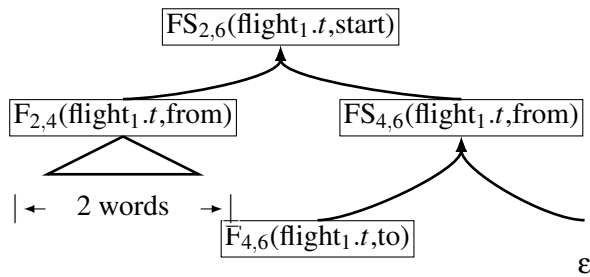 FS2,6(flight1.t,start)
F2,4(flight1.t,from) FS4,6(flight1.t,from)
| ← 2 words → |
F4,6(flight1.t,to)
ε